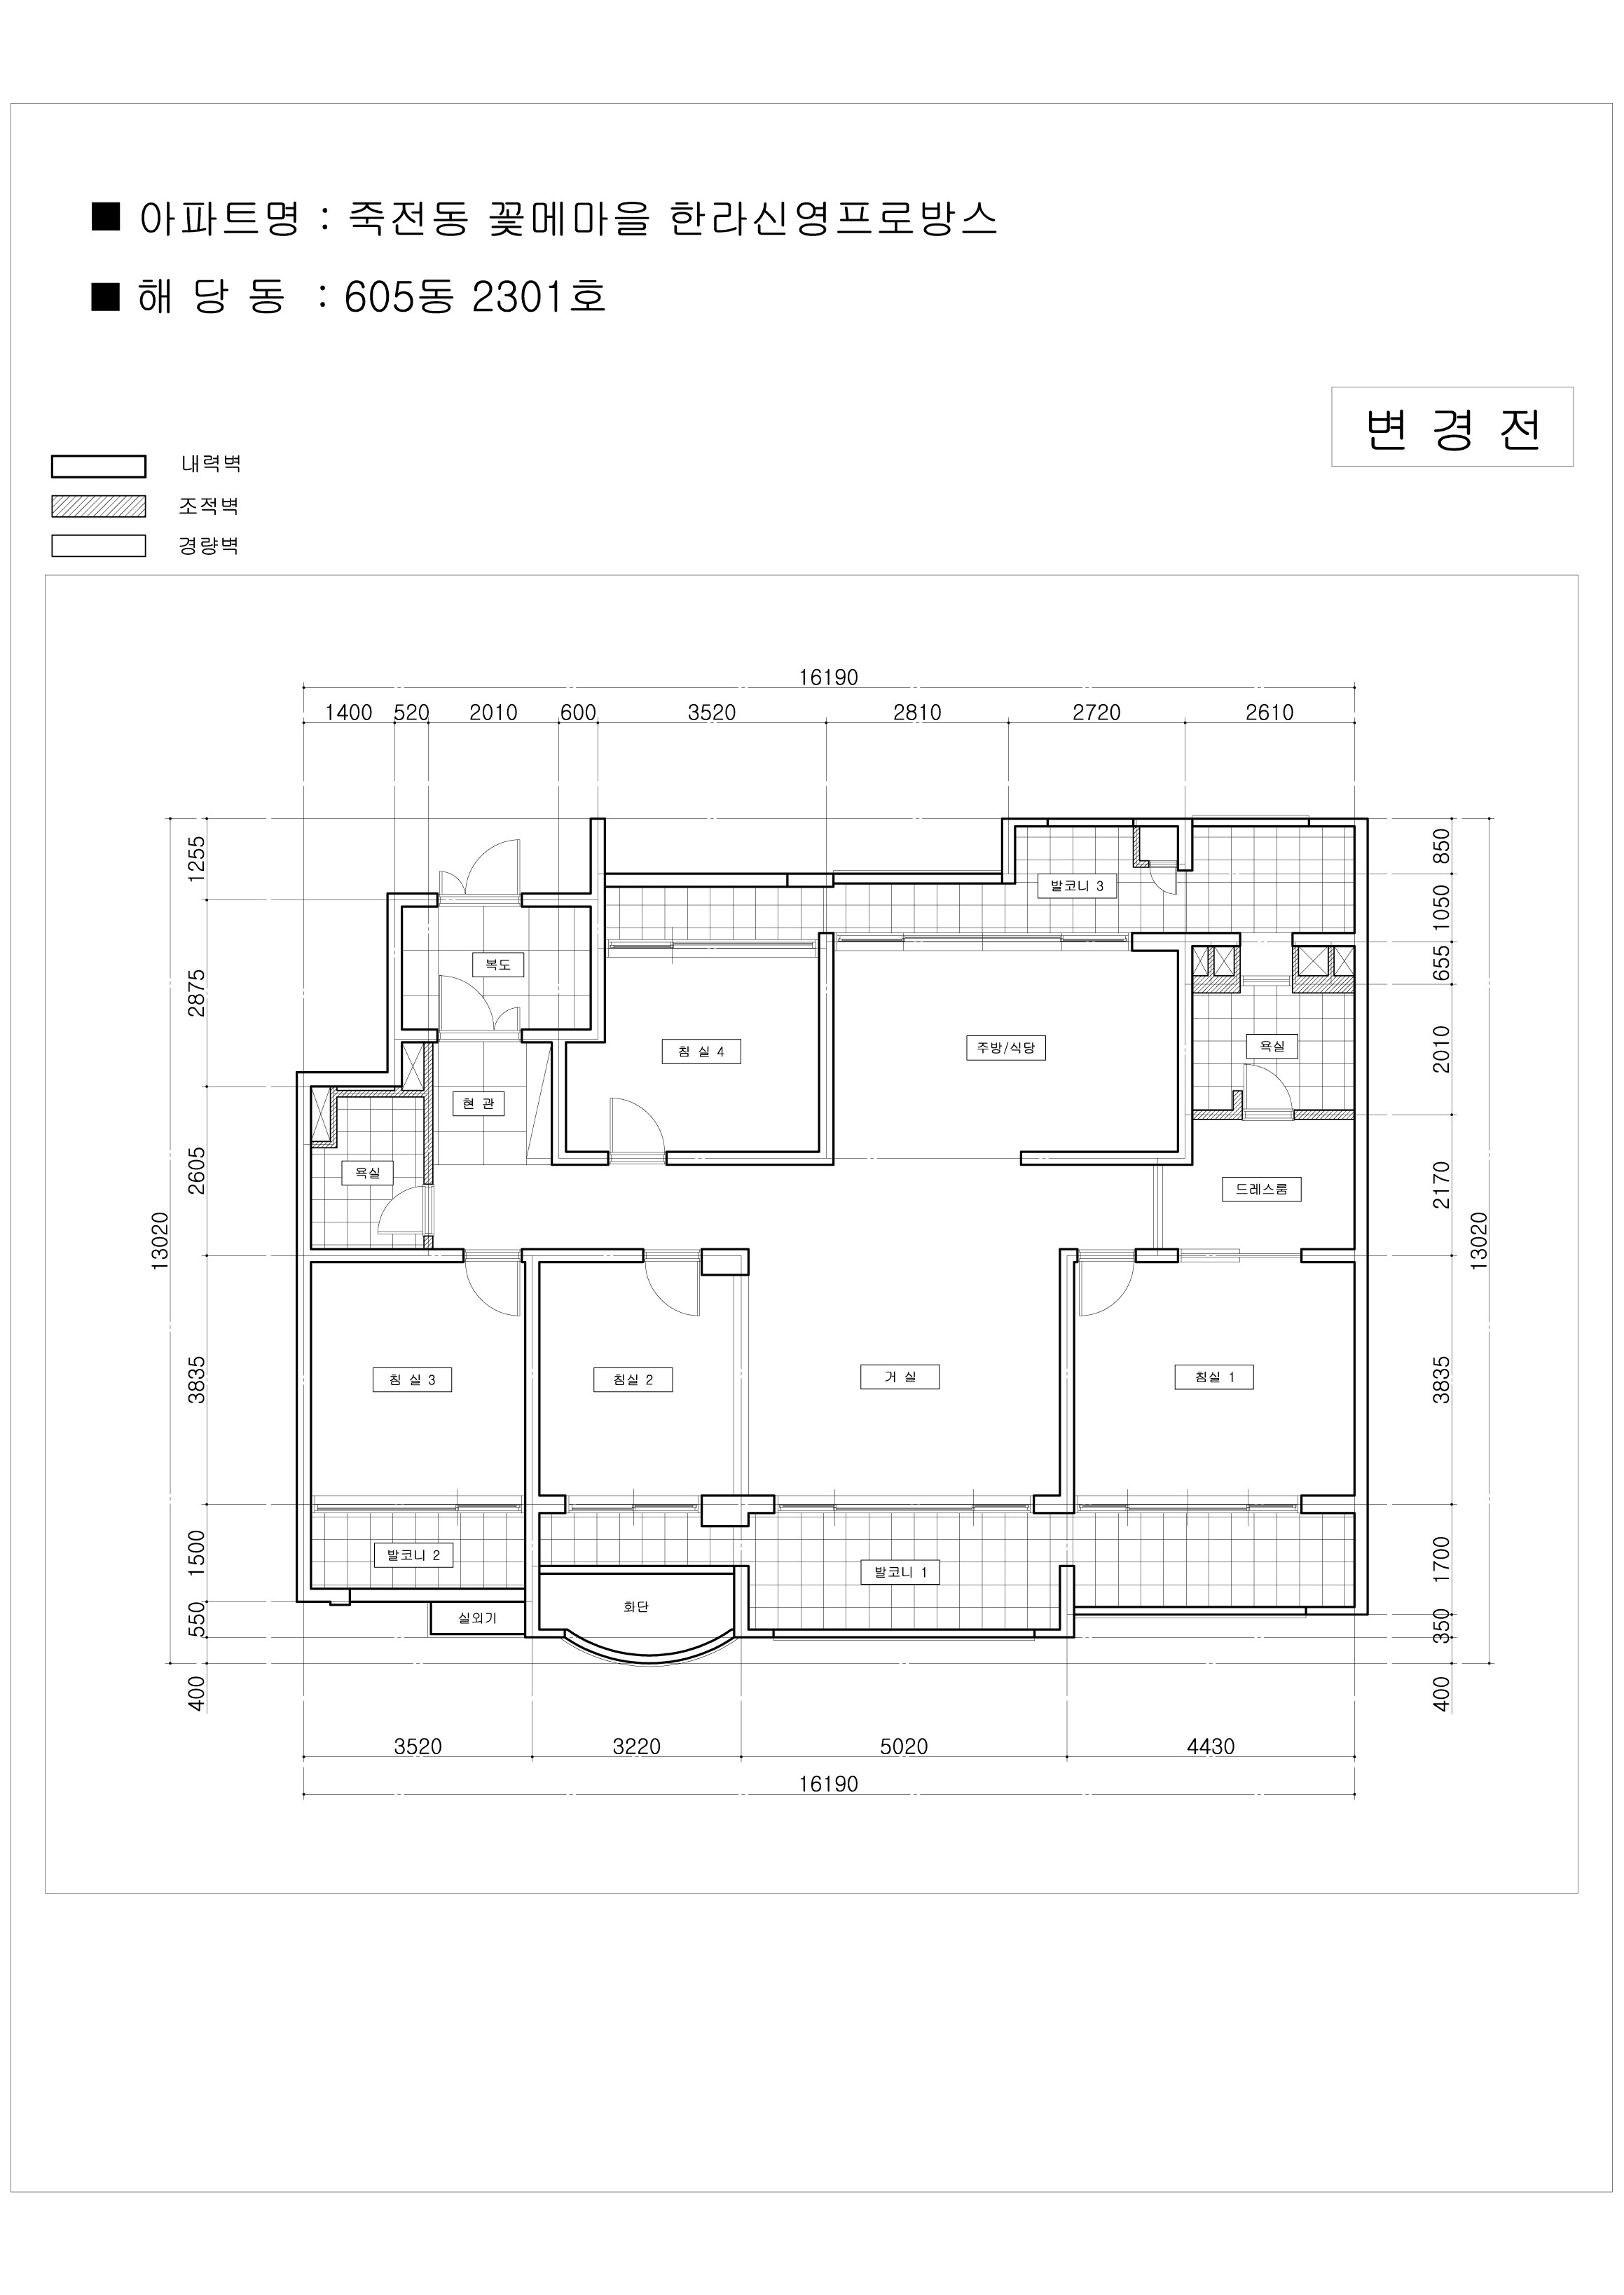 ■ 아파트명 : 죽전동 꽃메마을 한라신영프로방스
■ 해 당 동 : 605동 2301호
변 경 전
내력벽
조적벽
경량벽
16190
1400 520 2010 600 3520 2810 2720 2610
1255 2875 2605 3835 1500 550 400
13020
850 1050 655 2010 2170 3835 1700 350 400
13020
발코니 3
복도
침 실 4
주방/식당
욕실
현 관
욕실
드레스룸
침 실 3
침실 2
거 실
침실 1
발코니 2
발코니 1
실외기
화단
3520 3220 5020 4430
16190